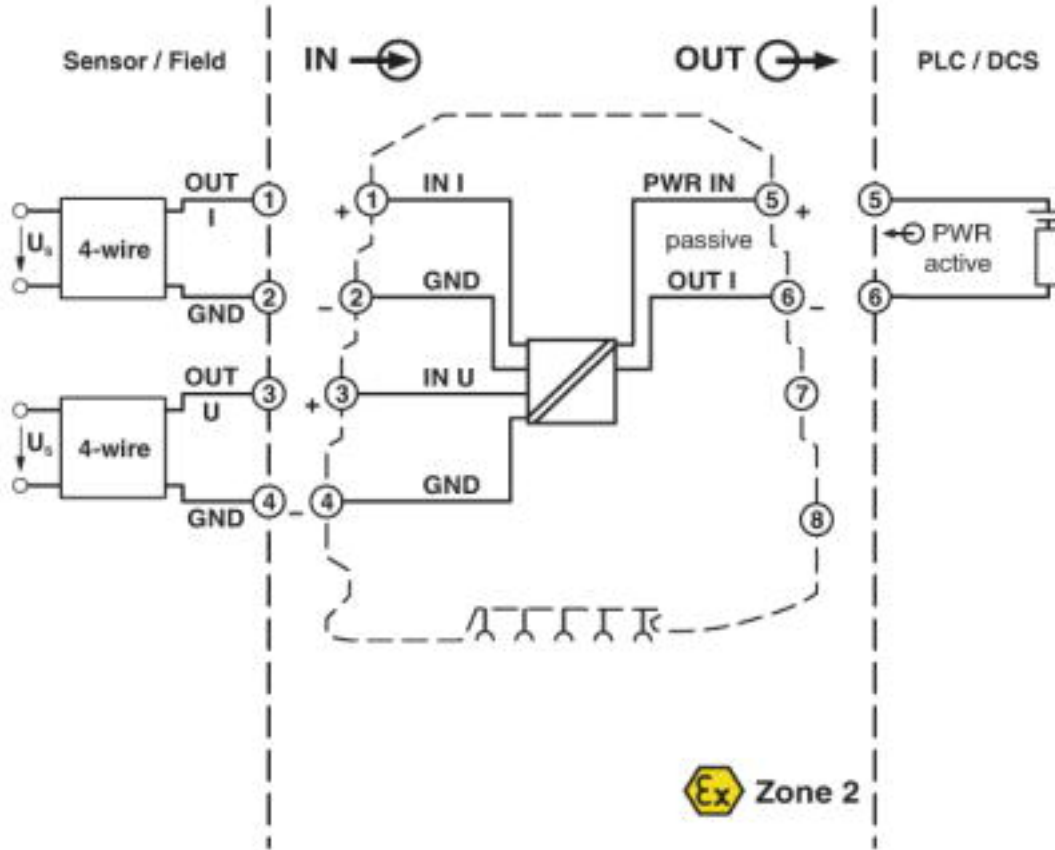 Sensor / Field
IN
OUT
PLC / DCS
OUT
I
1
+
1
IN I
PWR IN
5
+
5
Us
4-wire
passive
PWR
active
2
GND
–
2
GND
OUT I
6
–
6
OUT
U
3
+
3
IN U
7
Us
4-wire
4
GND
–
4
GND
8
Ex
Zone 2